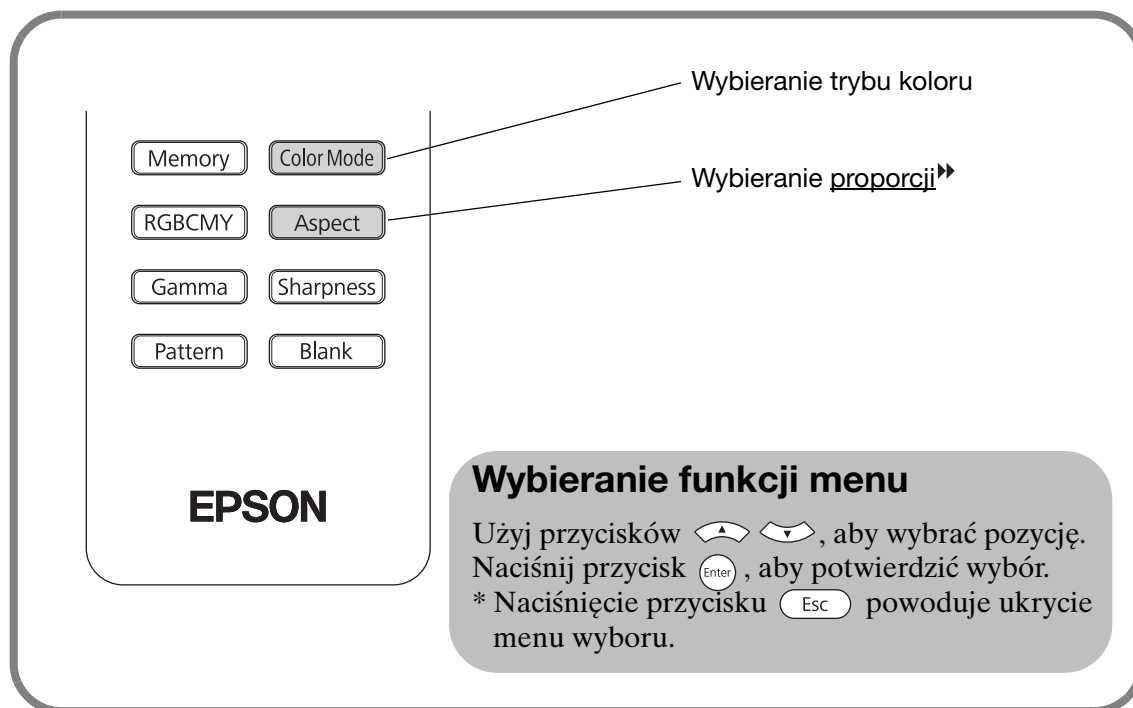 Wybieranie trybu koloru
Memory Color Mode
Wybieranie proporcji
RGBCMY Aspect
Gamma Sharpness
Pattern Blank
EPSON
Wybieranie funkcji menu
Użyj przycisków , aby wybrać pozycję.
Naciśnij przycisk Enter , aby potwierdzić wybór.
* Naciśnięcie przycisku Esc powoduje ukrycie
menu wyboru.